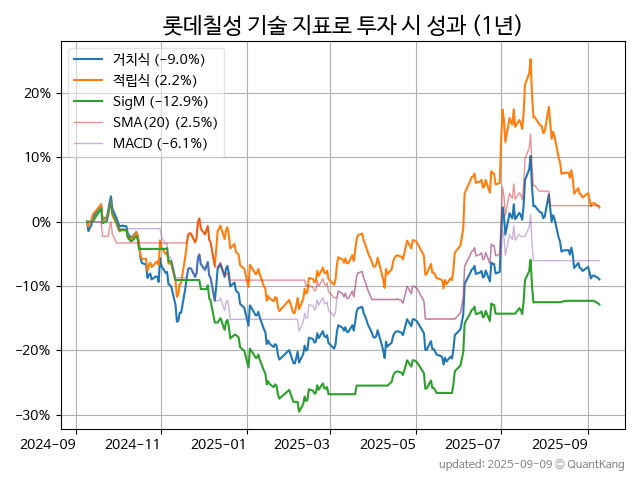 롯데칠성 기술 지표로 투자 시 성과 (1년)
거치식 (−9.0%)
적립식 (2.2%)
SigM (−12.9%)
SMA(20) (2.5%)
MACD (−6.1%)
20%
10%
0%
−10%
−20%
−30%
2024-09 2024-11 2025-01 2025-03 2025-05 2025-07 2025-09
updated: 2025-09-09 © QuantKang